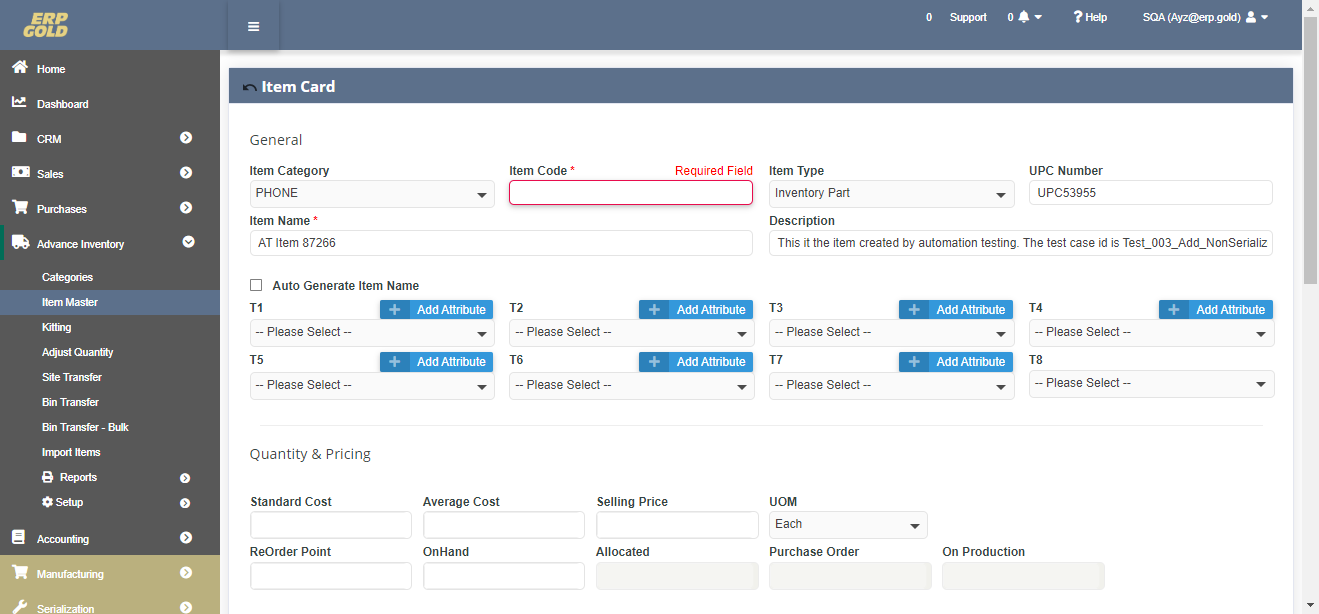 ERP
GOLD
0 Support 0 Help SQA (Ayz@erp.gold)
Home
Dashboard
CRM
Sales
Purchases
Advance Inventory
Categories
Item Master
Kitting
Adjust Quantity
Site Transfer
Bin Transfer
Bin Transfer - Bulk
Import Items
Reports
Setup
Accounting
Manufacturing
Serialization
Item Card
General
Item Category Item Code * Required Field Item Type UPC Number
PHONE Inventory Part UPC53955
Item Name * Description
AT Item 87266 This it the item created by automation testing. The test case id is Test_003_Add_NonSerializ
Auto Generate Item Name
T1 + Add Attribute T2 + Add Attribute T3 + Add Attribute T4 + Add Attribute
-- Please Select -- -- Please Select -- -- Please Select -- -- Please Select --
T5 + Add Attribute T6 + Add Attribute T7 + Add Attribute T8
-- Please Select -- -- Please Select -- -- Please Select -- -- Please Select --
Quantity & Pricing
Standard Cost Average Cost Selling Price UOM
Each
ReOrder Point OnHand Allocated Purchase Order On Production